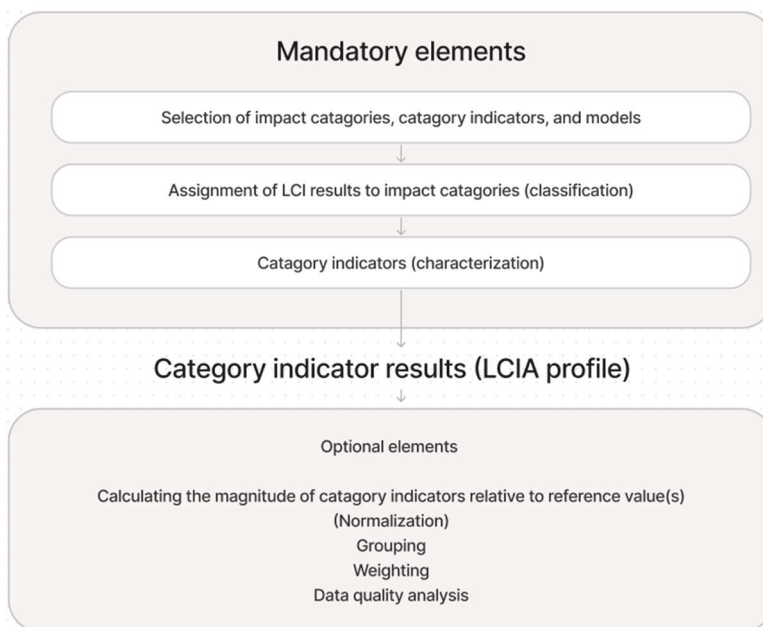 Mandatory elements
Selection of impact catagories, catagory indicators, and models
Assignment of LCI results to impact catagories (classification)
Catagory indicators (characterization)
Category indicator results (LCIA profile)
Optional elements
Calculating the magnitude of catagory indicators relative to reference value(s)
(Normalization)
Grouping
Weighting
Data quality analysis